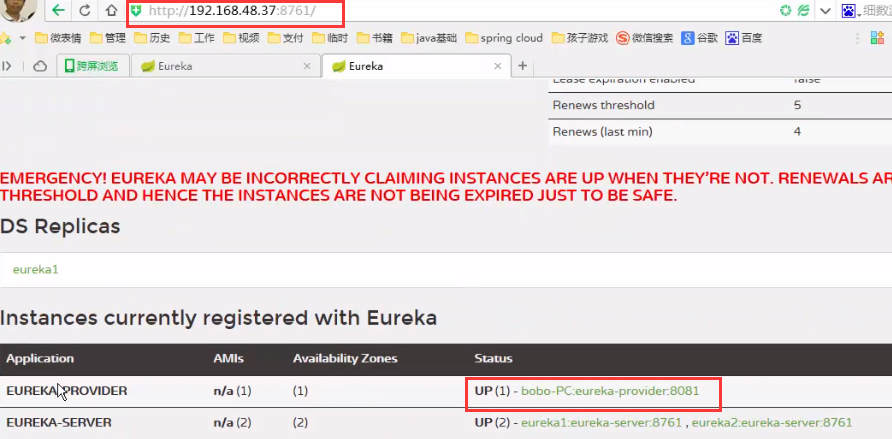 http://192.168.48.37:8761/
微表情 管理 历史 工作 视频 支付 临时 书籍 java基础 spring cloud 孩子游戏 微信搜索 谷歌 百度
跨屏浏览 Eureka Eureka
Lease expiration enabled false
Renews threshold 5
Renews (last min) 4
EMERGENCY! EUREKA MAY BE INCORRECTLY CLAIMING INSTANCES ARE UP WHEN THEY'RE NOT. RENEWALS AR
THRESHOLD AND HENCE THE INSTANCES ARE NOT BEING EXPIRED JUST TO BE SAFE.
DS Replicas
eureka1
Instances currently registered with Eureka
Application AMIs Availability Zones Status
EUREKA-PROVIDER n/a (1) (1) UP (1) - bobo-PC:eureka-provider:8081
EUREKA-SERVER n/a (2) (2) UP (2) - eureka1:eureka-server:8761 , eureka2:eureka-server:8761